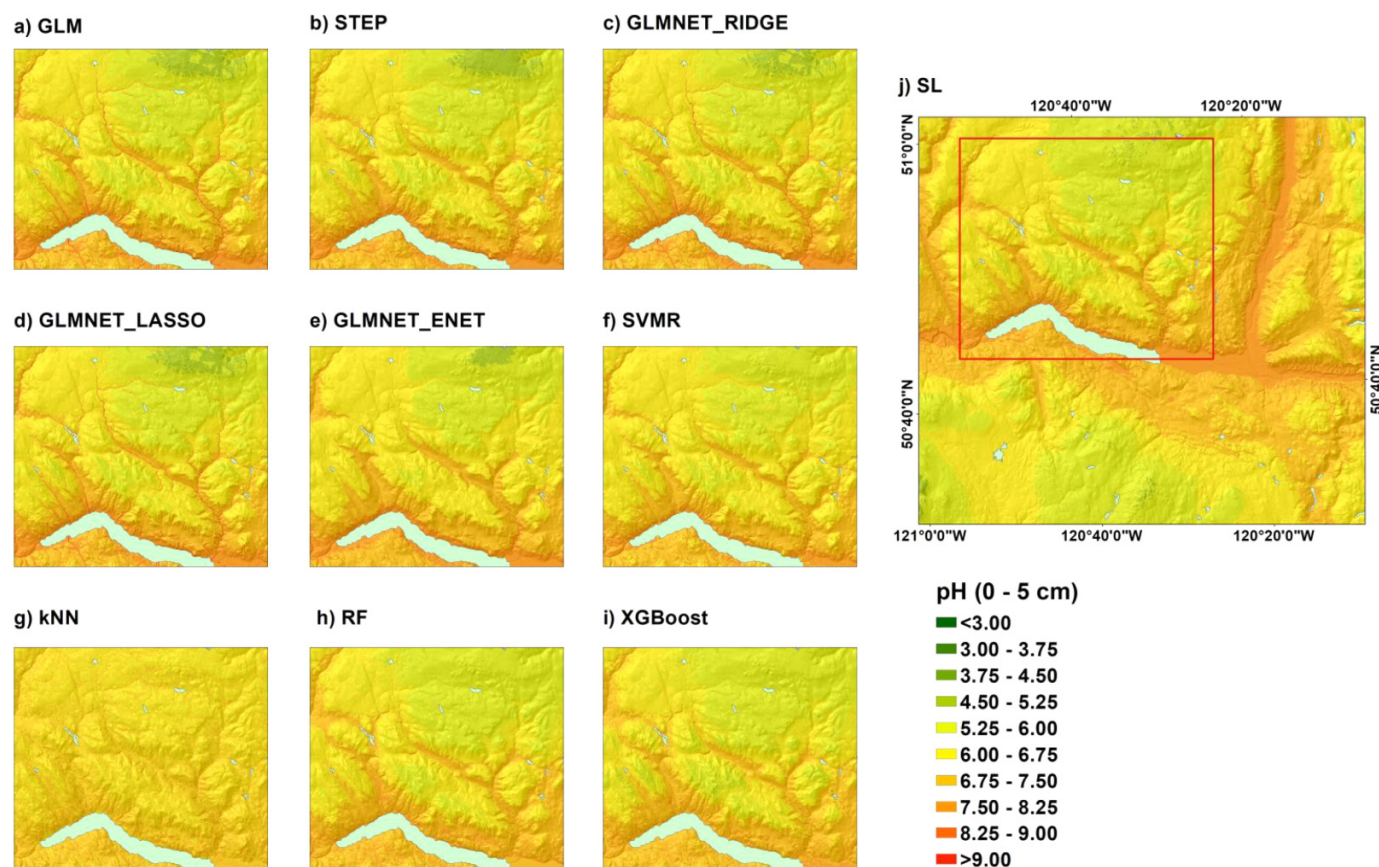 a) GLM
b) STEP
c) GLMNET_RIDGE
d) GLMNET_LASSO
e) GLMNET_ENET
f) SVMR
g) kNN
h) RF
i) XGBoost
j) SL
120°40'0"W
120°20'0"W
51°0'0"N
50°40'0"N
50°40'0"N
121°0'0"W
120°40'0"W
120°20'0"W
pH (0 - 5 cm)
<3.00
3.00 - 3.75
3.75 - 4.50
4.50 - 5.25
5.25 - 6.00
6.00 - 6.75
6.75 - 7.50
7.50 - 8.25
8.25 - 9.00
>9.00